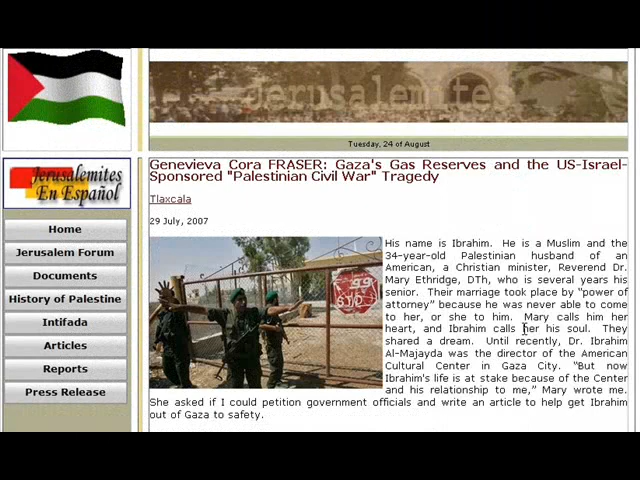 Jerusalemites
Tuesday, 24 of August
Jerusalemites
En Español
Home
Jerusalem Forum
Documents
History of Palestine
Intifada
Articles
Reports
Press Release
Genevieva Cora FRASER: Gaza's Gas Reserves and the US-Israel-
Sponsored "Palestinian Civil War" Tragedy
Tlaxcala
29 July, 2007
STOP
His name is Ibrahim. He is a Muslim and the
34-year-old Palestinian husband of an
American, a Christian minister, Reverend Dr.
Mary Ethridge, DTh, who is several years his
senior. Their marriage took place by “power of
attorney” because he was never able to come
to her, or she to him. Mary calls him her
heart, and Ibrahim calls her his soul. They
shared a dream. Until recently, Dr. Ibrahim
Al-Majayda was the director of the American
Cultural Center in Gaza City. “But now
Ibrahim's life is at stake because of the Center
and his relationship to me,” Mary wrote me.
She asked if I could petition government officials and write an article to help get Ibrahim
out of Gaza to safety.